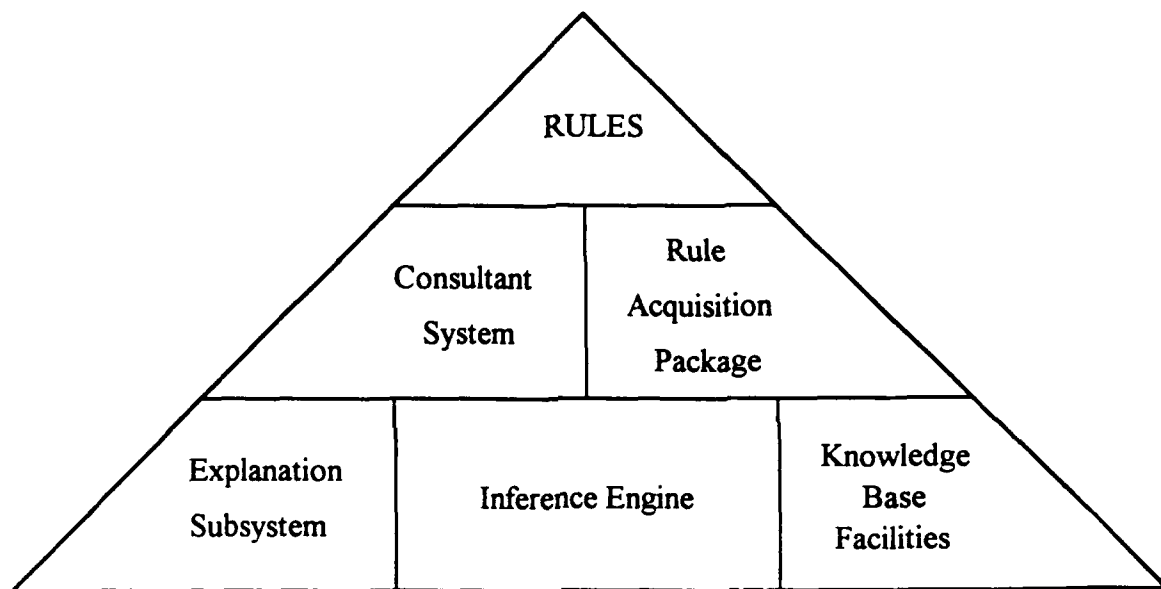 RULES
Consultant
System
Rule
Acquisition
Package
Explanation
Subsystem
Inference Engine
Knowledge
Base
Facilities